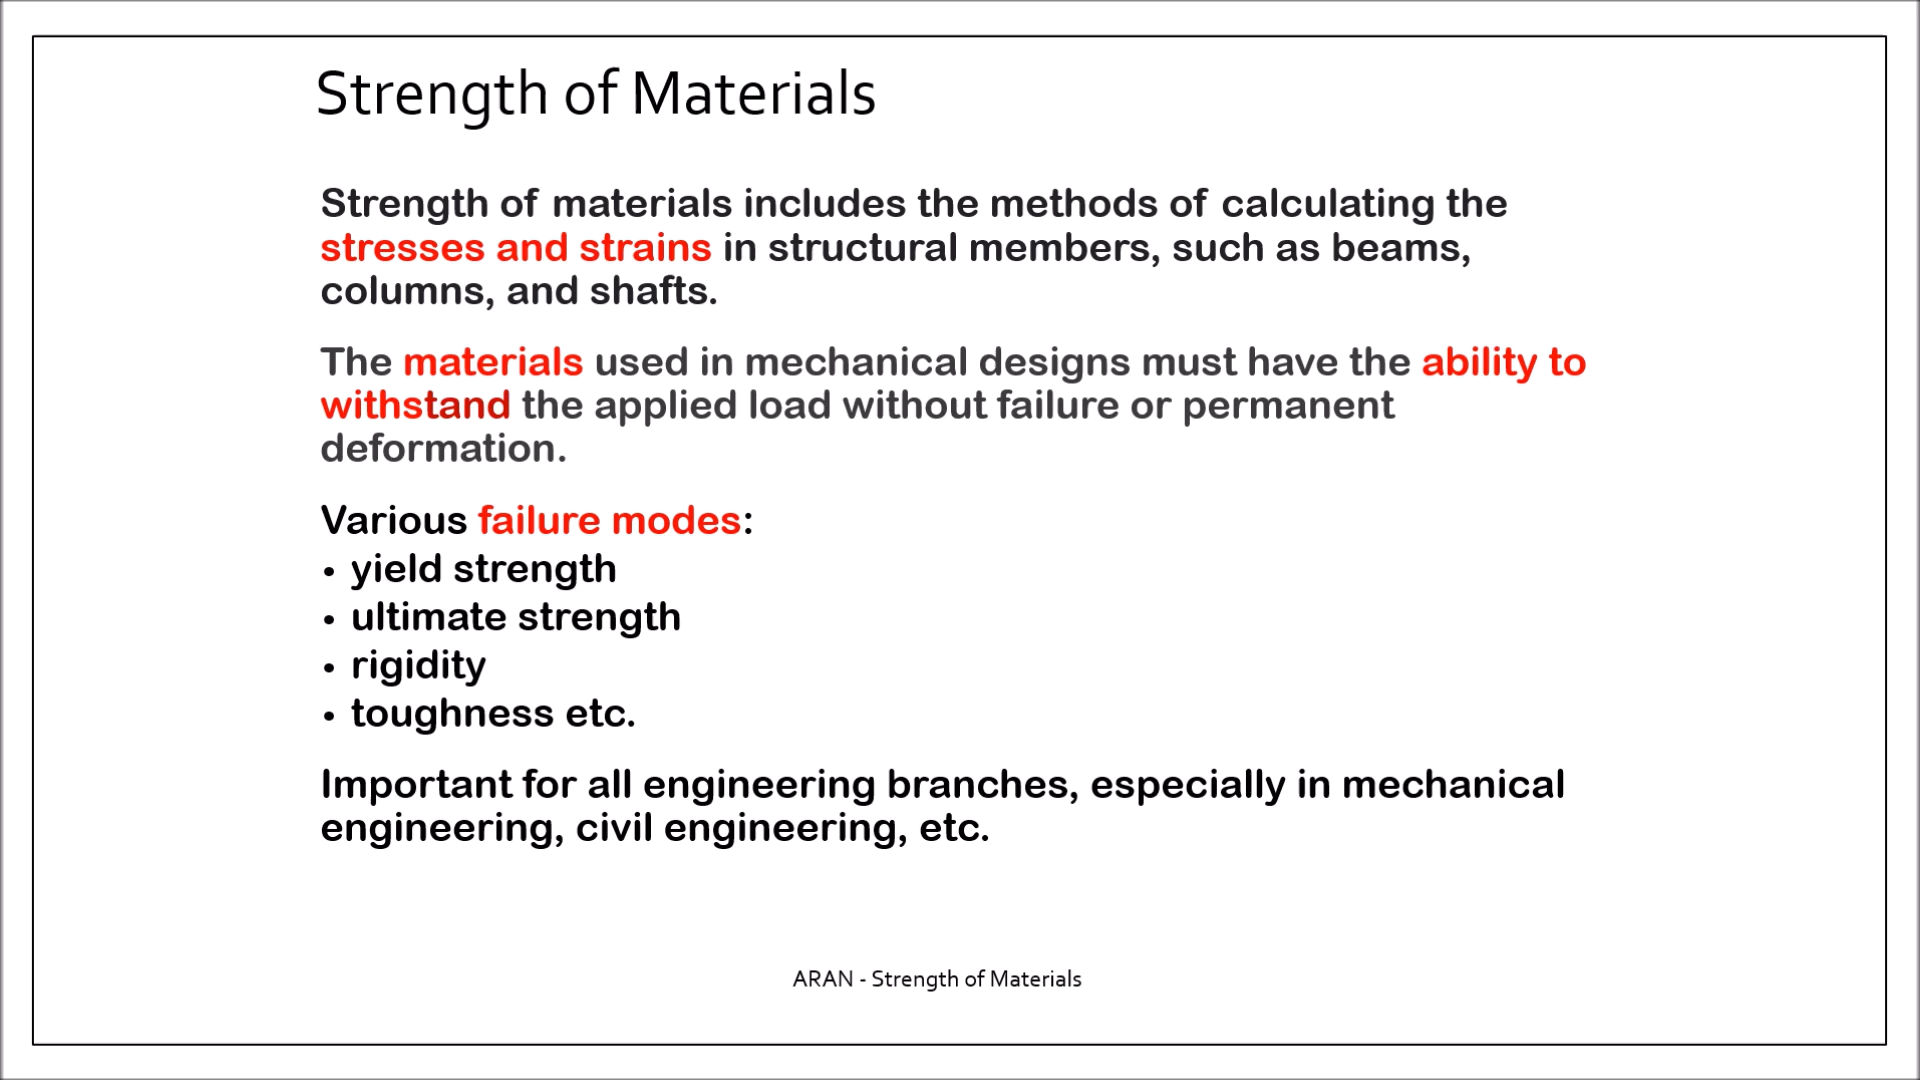 Strength of Materials
Strength of materials includes the methods of calculating the
stresses and strains in structural members, such as beams,
columns, and shafts.
The materials used in mechanical designs must have the ability to
withstand the applied load without failure or permanent
deformation.
Various failure modes:
• yield strength
• ultimate strength
• rigidity
• toughness etc.
Important for all engineering branches, especially in mechanical
engineering, civil engineering, etc.
ARAN - Strength of Materials